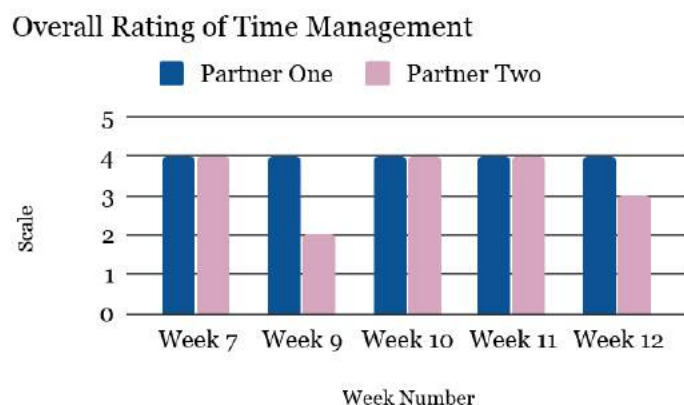 Overall Rating of Time Management
Partner One Partner Two
5
4
3
2
1
0
Scale
Week 7 Week 9 Week 10 Week 11 Week 12
Week Number